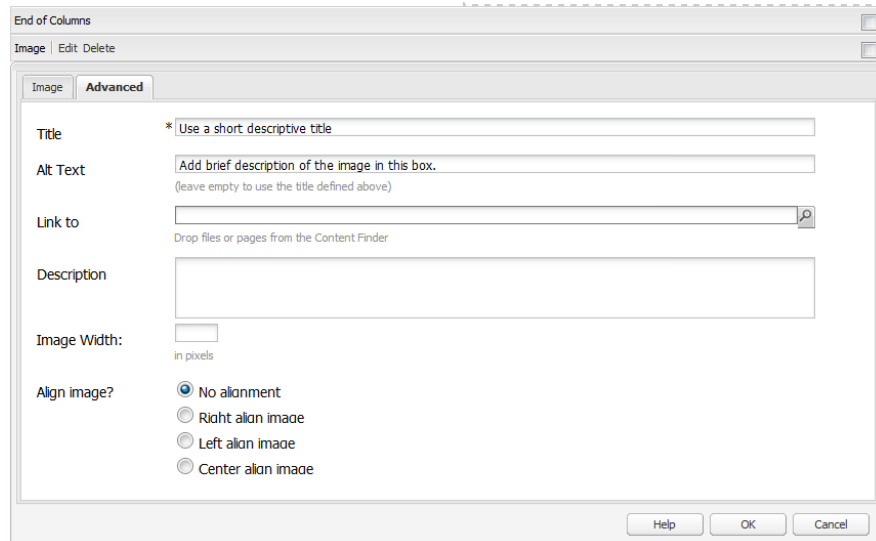 End of Columns
Image | Edit Delete
Image Advanced
Title * Use a short descriptive title
Alt Text Add brief description of the image in this box.
(leave empty to use the title defined above)
Link to
Drop files or pages from the Content Finder
Description
Image Width:
in pixels
Align image? No alignment
Right align image
Left align image
Center align image
Help OK Cancel